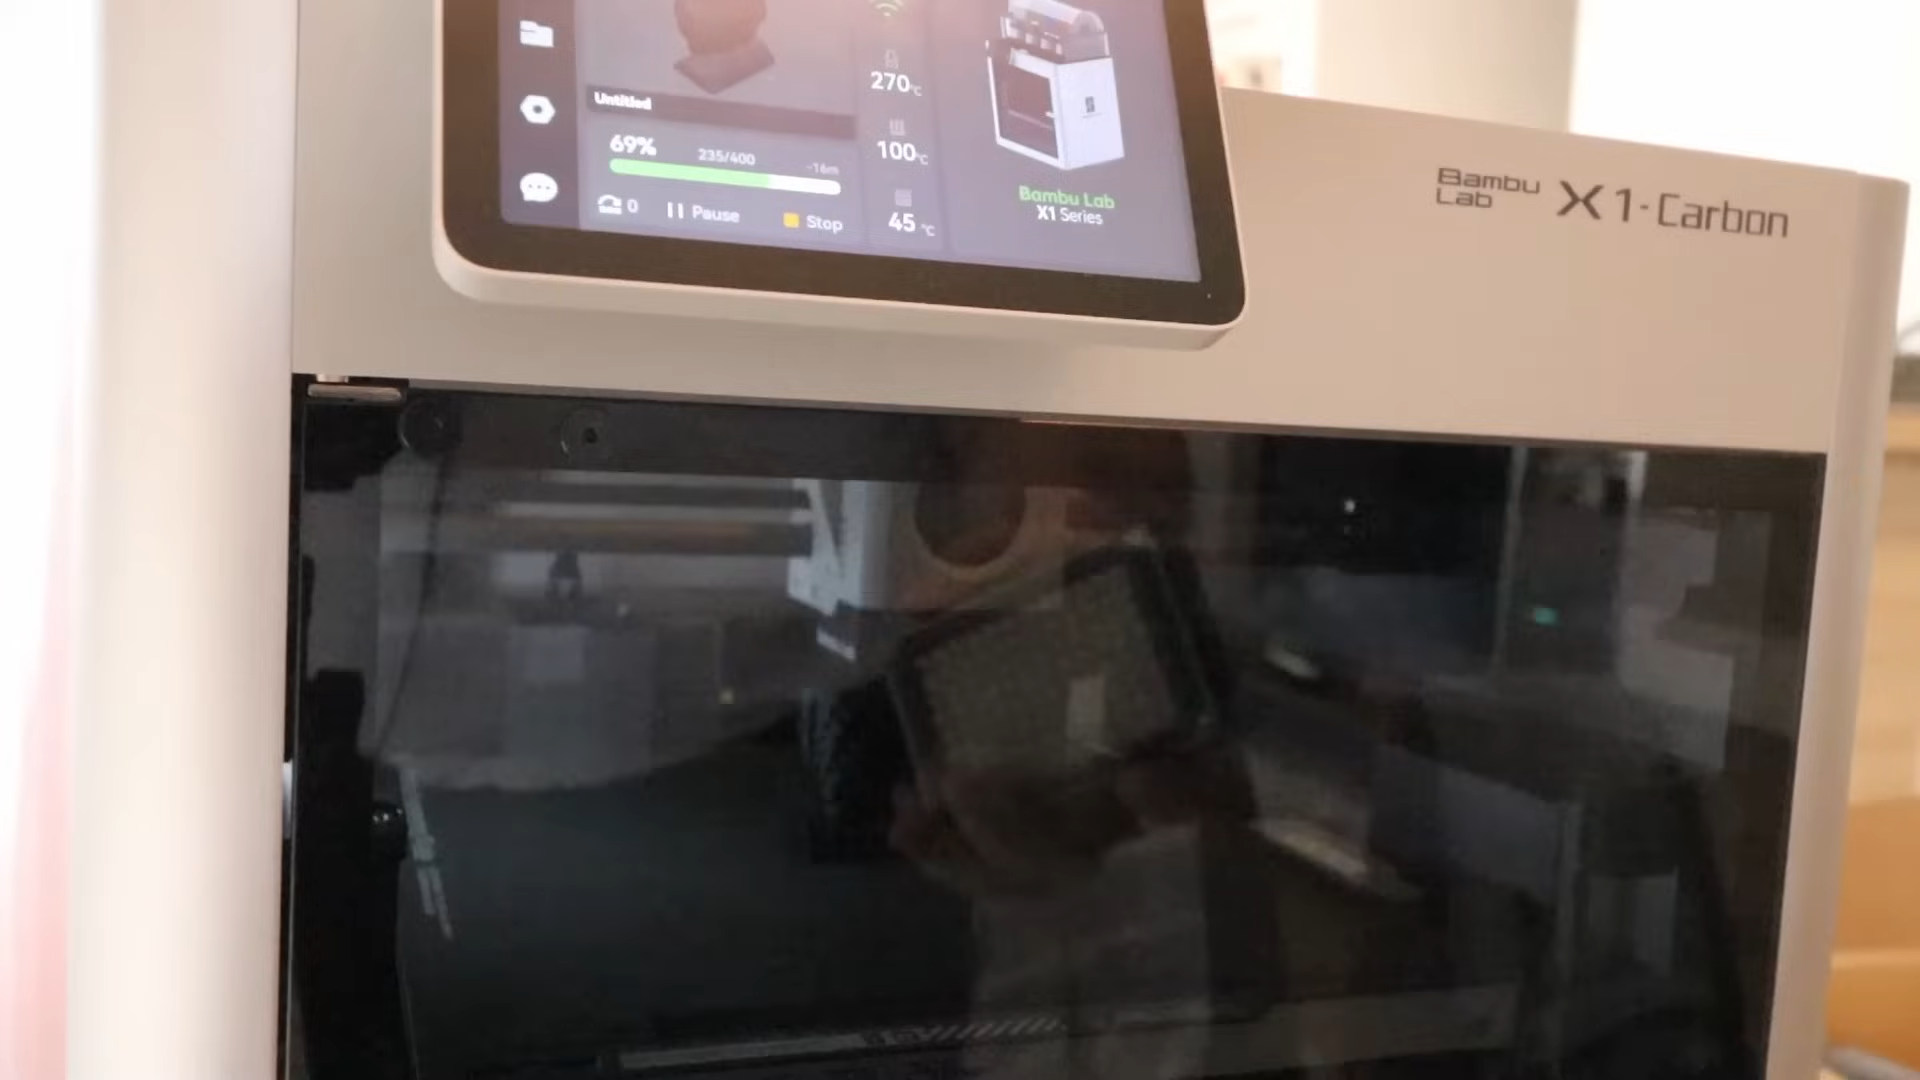 Untitled
69%
235/400
~16m
0
Pause
Stop
270°C
100°C
45°C
Bambu Lab
X1 Series
Bambu
Lab
X1-Carbon